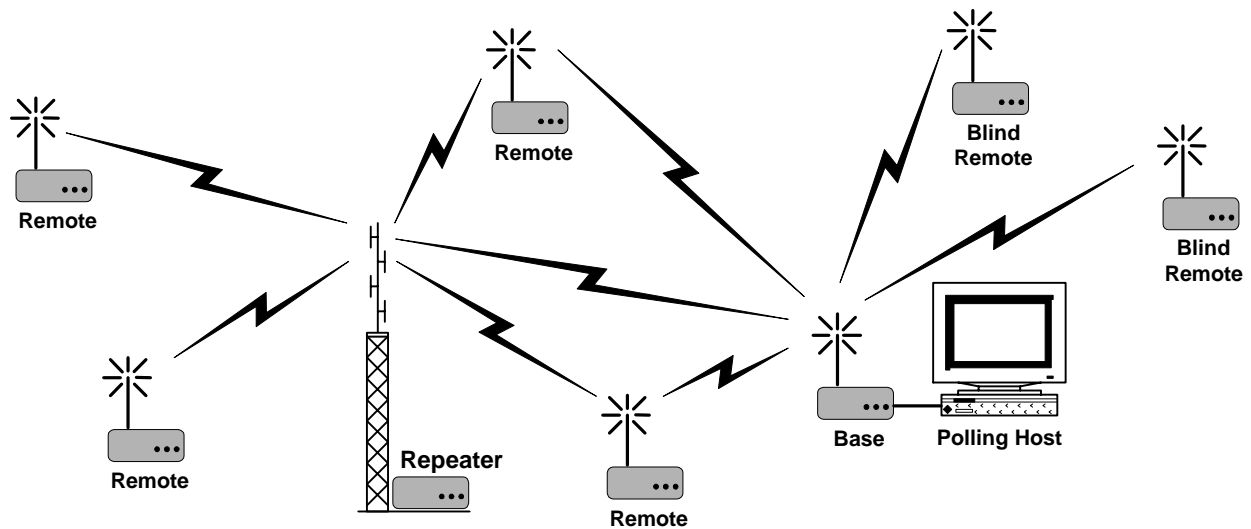 Remote
Blind
Remote
Remote
Blind
Remote
Base
Polling Host
Repeater
Remote
Remote